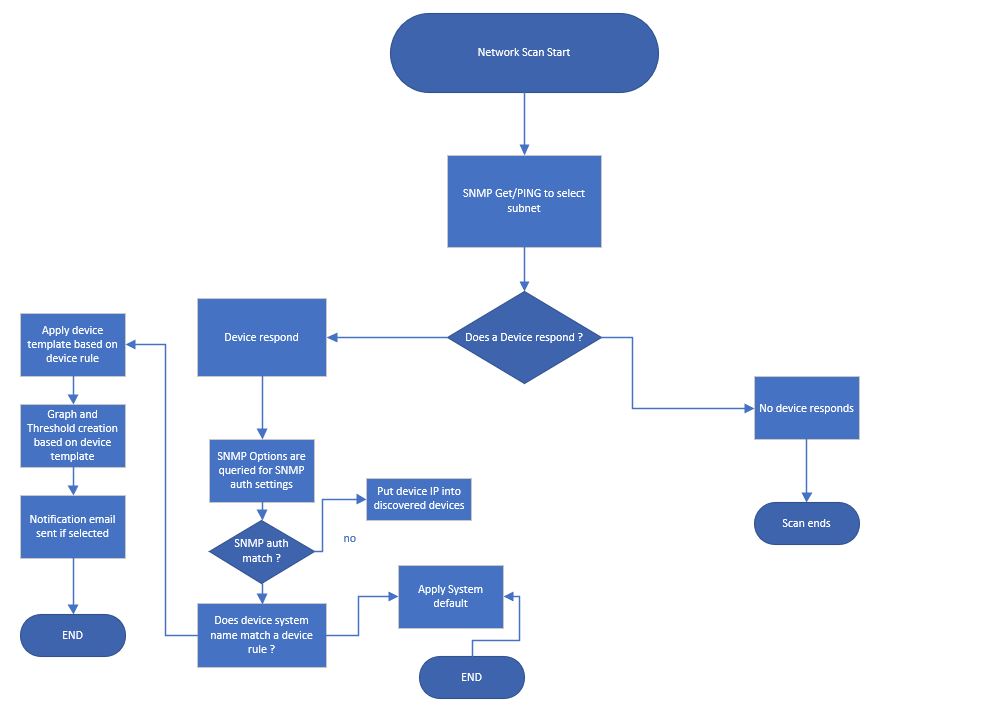 Network Scan Start
SNMP Get/PING to select
subnet
Does a Device respond ?
Device respond
No device responds
Scan ends
SNMP Options are
queried for SNMP
auth settings
SNMP auth
match ?
no
Put device IP into
discovered devices
Does device system
name match a device
rule ?
Apply System
default
END
Apply device
template based on
device rule
Graph and
Threshold creation
based on device
template
Notification email
sent if selected
END